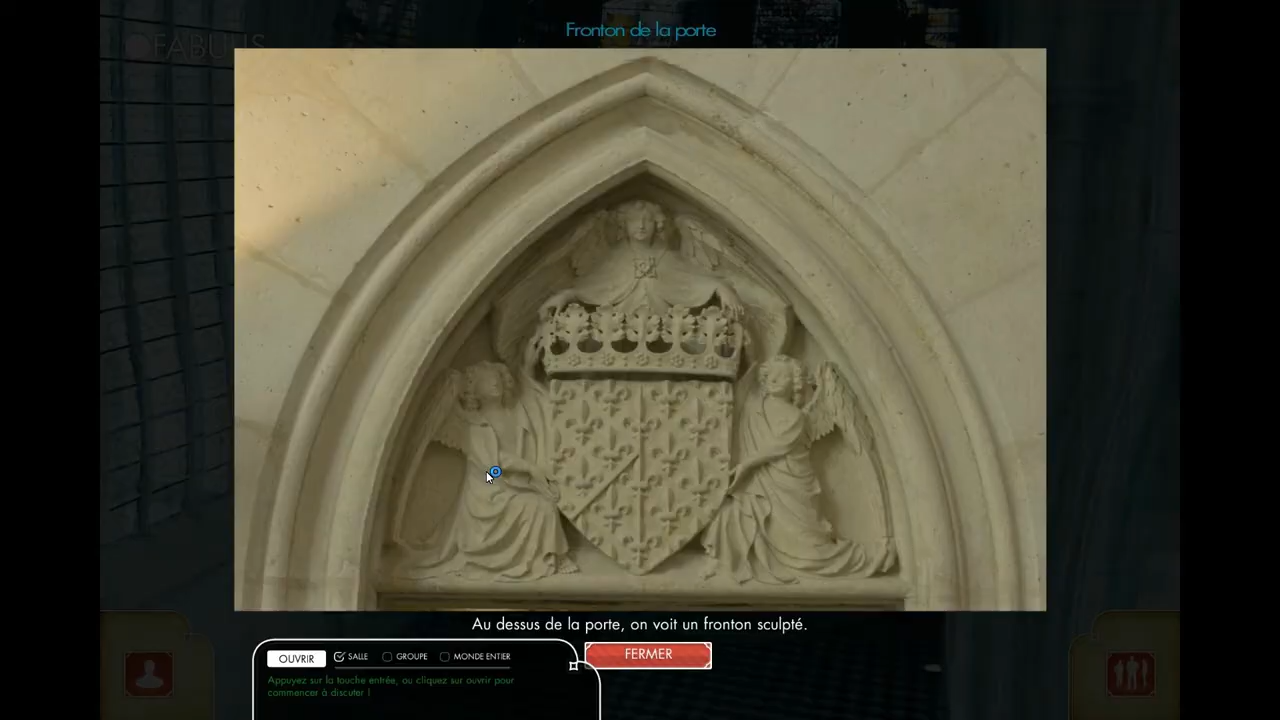 FABULIS
Fronton de la porte
Au dessus de la porte, on voit un fronton sculpté.
FERMER
OUVRIR SALLE GROUPE MONDE ENTIER
Appuyez sur la touche entrée, ou cliquez sur ouvrir pour
commencer à discuter !